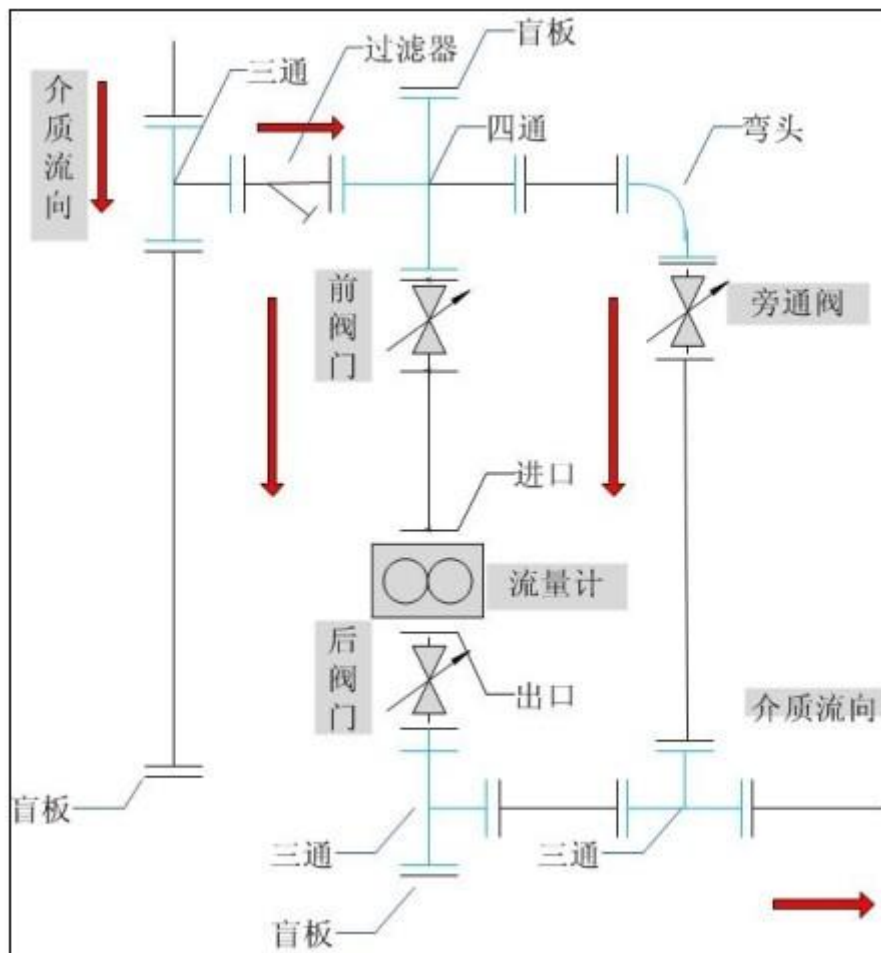 盲板
过滤器
三通
介质流向
四通
弯头
前阀门
旁通阀
进口
流量计
后阀门
出口
介质流向
盲板
三通
三通
盲板